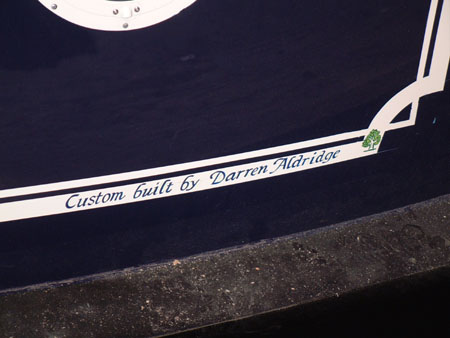 Custom built by Darren Aldridge